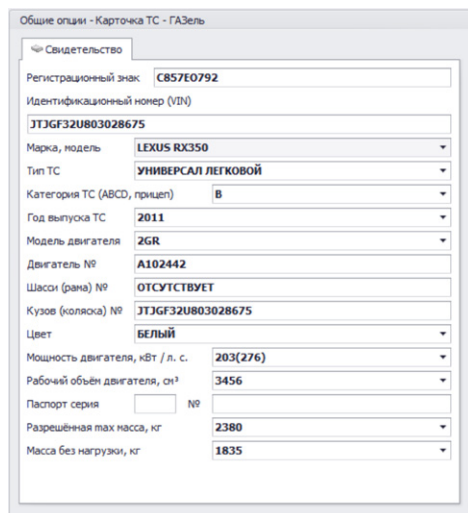 Общие опции - Карточка ТС - ГАЗель
Свидетельство
Регистрационный знак С857ЕО792
Идентификационный номер (VIN)
JTJGF32U803028675
Марка, модель LEXUS RX350
Тип ТС УНИВЕРСАЛ ЛЕГКОВОЙ
Категория ТС (ABCD, прицеп) B
Год выпуска ТС 2011
Модель двигателя 2GR
Двигатель № A102442
Шасси (рама) № ОТСУТСТВУЕТ
Кузов (коляска) № JTJGF32U803028675
Цвет БЕЛЫЙ
Мощность двигателя, кВт / л. с. 203(276)
Рабочий объём двигателя, см³ 3456
Паспорт серия №
Разрешённая max масса, кг 2380
Масса без нагрузки, кг 1835